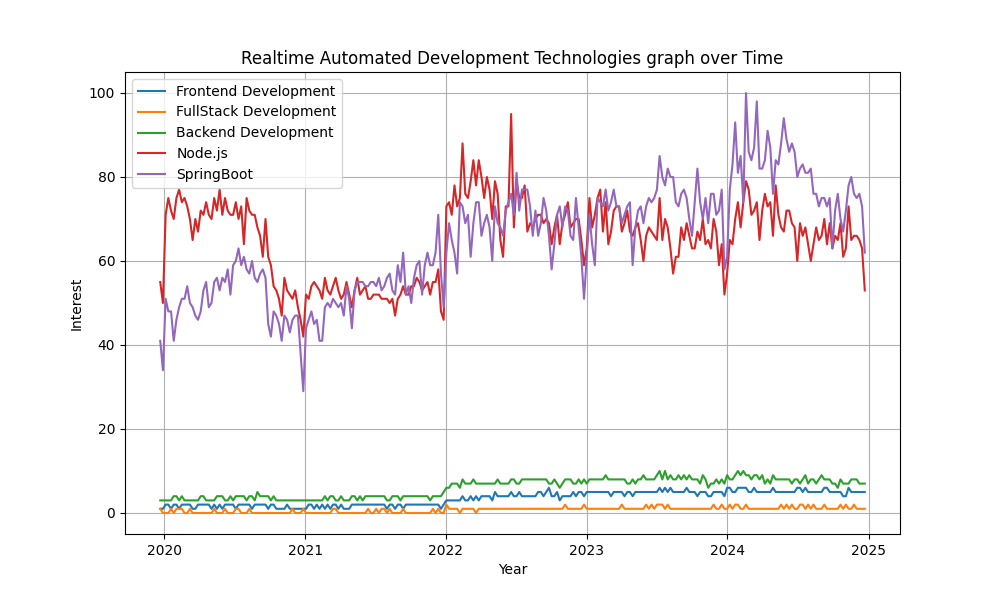 Realtime Automated Development Technologies graph over Time
Frontend Development
FullStack Development
Backend Development
Node.js
SpringBoot
100
80
60
40
20
0
Interest
2020 2021 2022 2023 2024 2025
Year